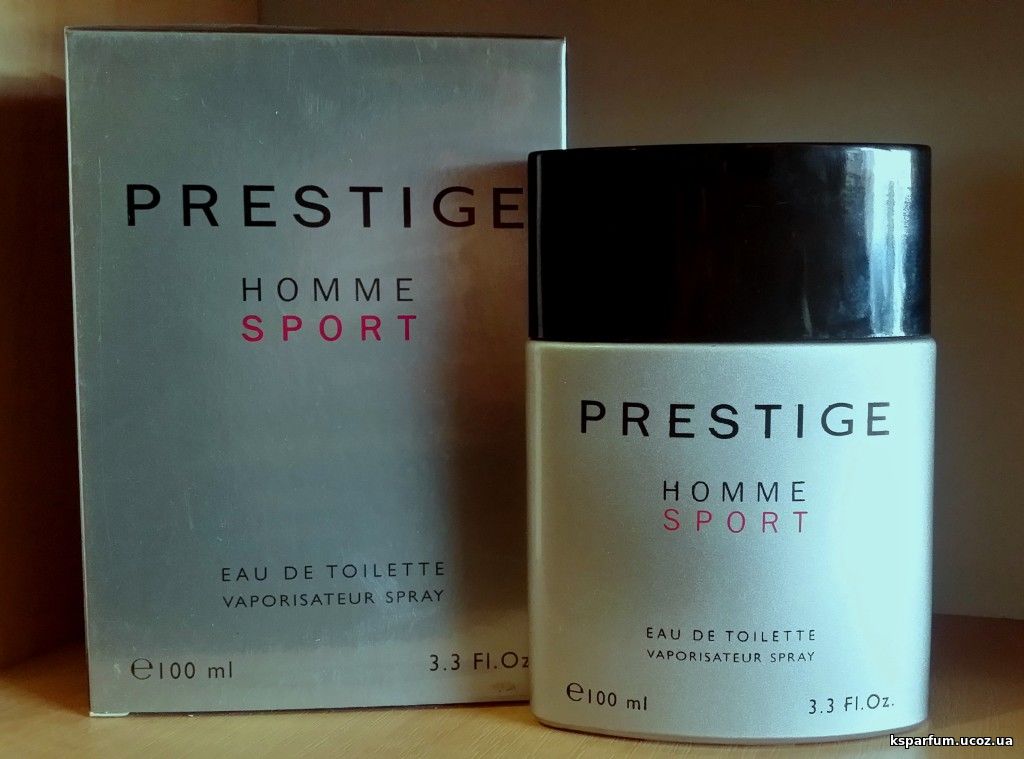 PRESTIGE
HOMME
SPORT
EAU DE TOILETTE
VAPORISATEUR SPRAY
℮100 ml
3.3 Fl.Oz
PRESTIGE
HOMME
SPORT
EAU DE TOILETTE
VAPORISATEUR SPRAY
℮100 ml
3.3 Fl.Oz.
ksparfum.ucoz.ua